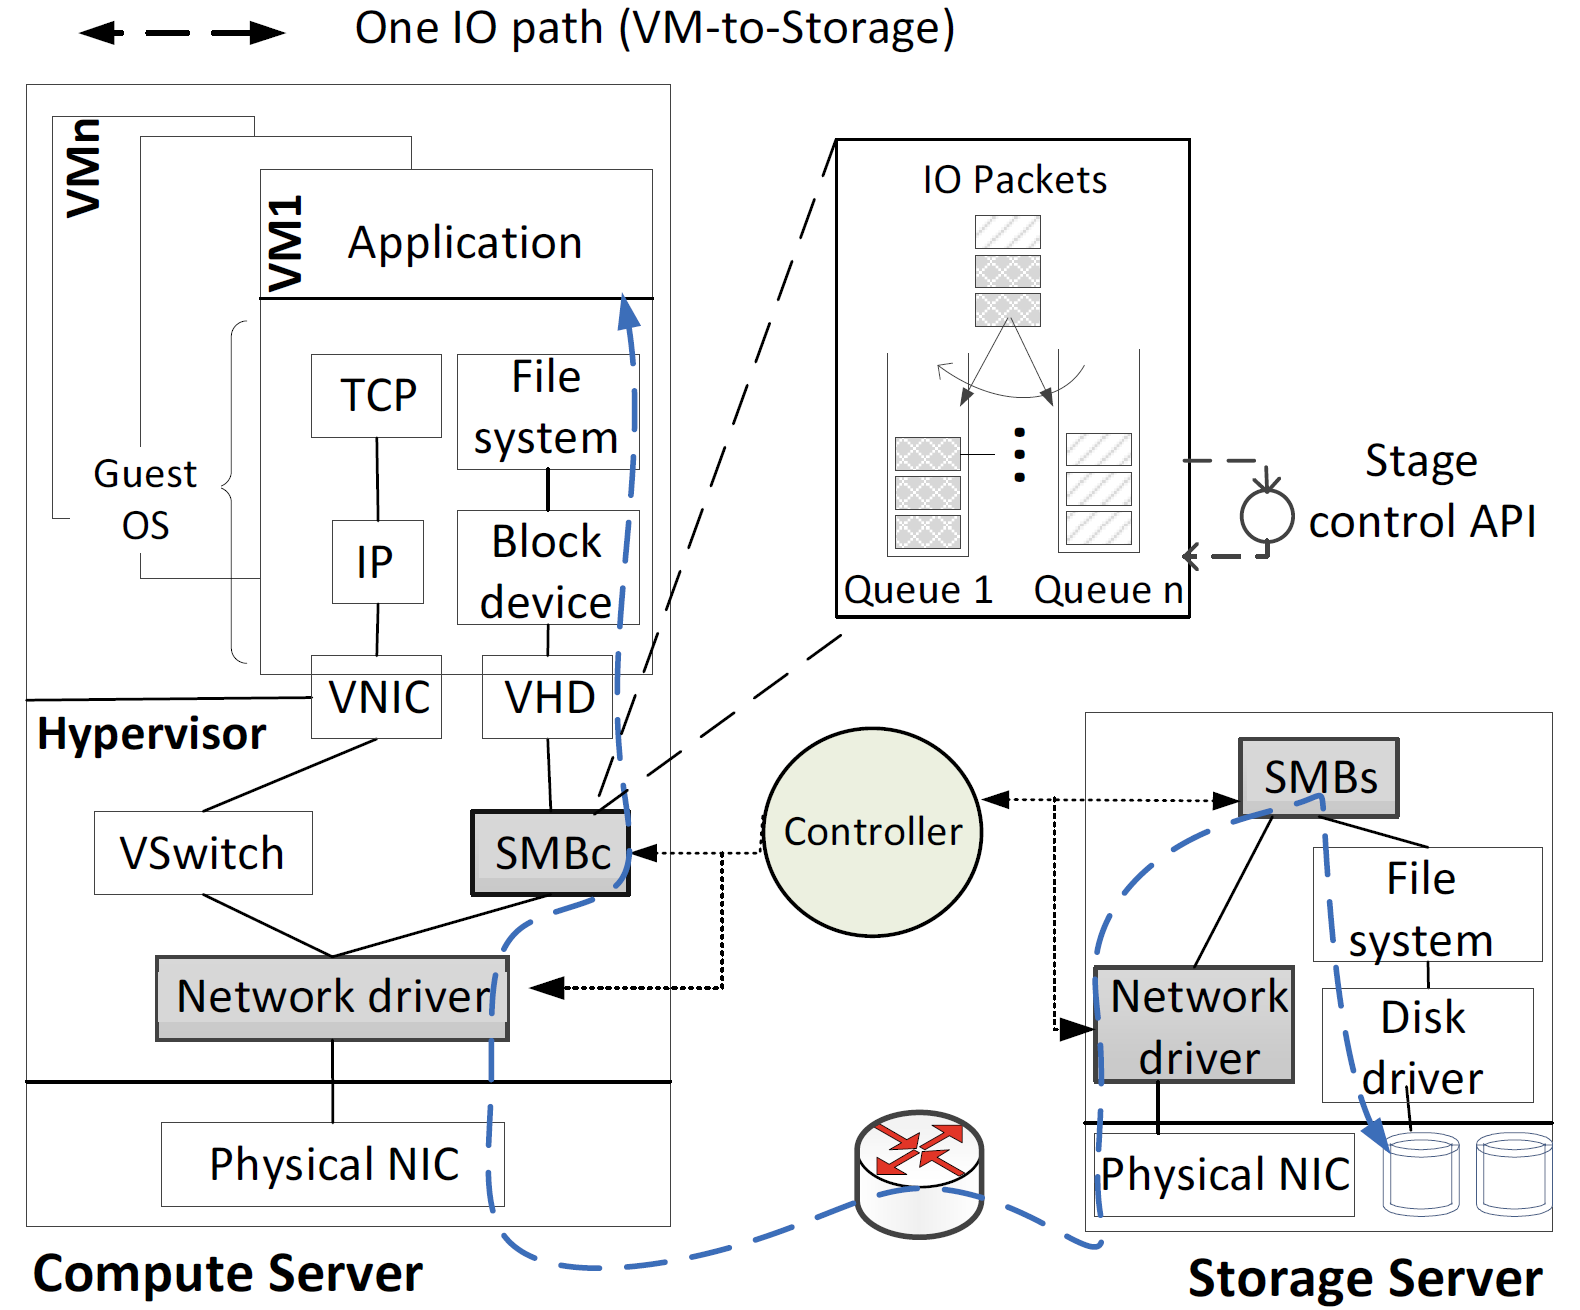 One IO path (VM-to-Storage)
VMn
VM1
Application
TCP
File
system
Guest
OS
IP
Block
device
VNIC
VHD
Hypervisor
VSwitch
SMBc
Network driver
Physical NIC
Compute Server
IO Packets
Queue 1
Queue n
Stage
control API
Controller
SMBs
File
system
Network
driver
Disk
driver
Physical NIC
Storage Server